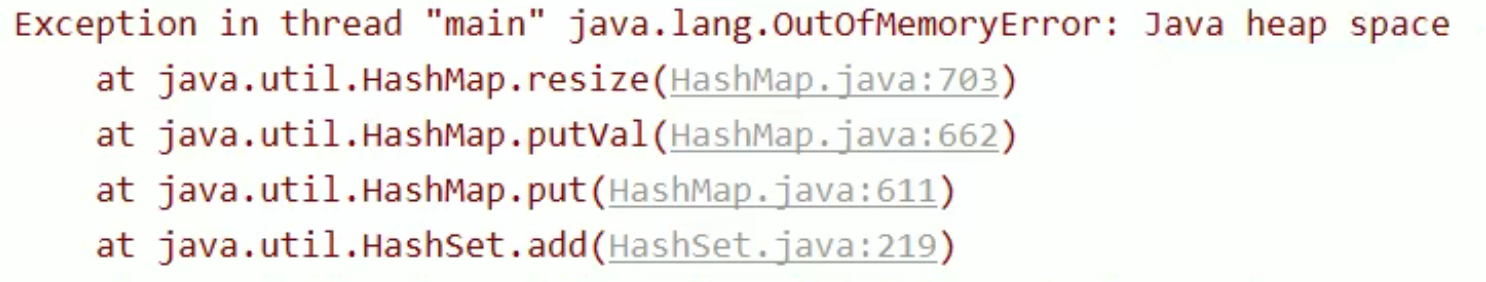 Exception in thread "main" java.lang.OutOfMemoryError: Java heap space
at java.util.HashMap.resize(HashMap.java:703)
at java.util.HashMap.putVal(HashMap.java:662)
at java.util.HashMap.put(HashMap.java:611)
at java.util.HashSet.add(HashSet.java:219)